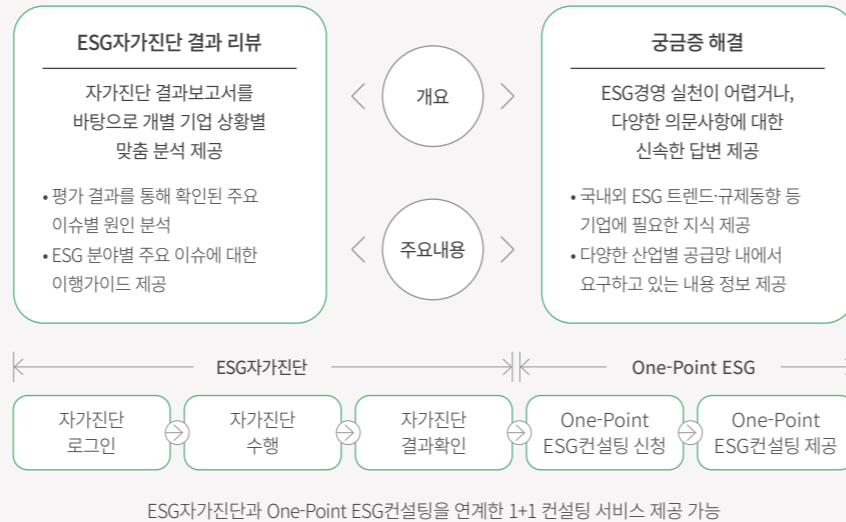 ESG자가진단 결과 리뷰
자가진단 결과보고서를
바탕으로 개별 기업 상황별
맞춤 분석 제공
• 평가 결과를 통해 확인된 주요
이슈별 원인 분석
• ESG 분야별 주요 이슈에 대한
이행가이드 제공
개요
주요내용
궁금증 해결
ESG경영 실천이 어렵거나,
다양한 의문사항에 대한
신속한 답변 제공
• 국내외 ESG 트렌드·규제동향 등
기업에 필요한 지식 제공
• 다양한 산업별 공급망 내에서
요구하고 있는 내용 정보 제공
ESG자가진단
One-Point ESG
자가진단
로그인
자가진단
수행
자가진단
결과확인
One-Point
ESG컨설팅 신청
One-Point
ESG컨설팅 제공
ESG자가진단과 One-Point ESG컨설팅을 연계한 1+1 컨설팅 서비스 제공 가능